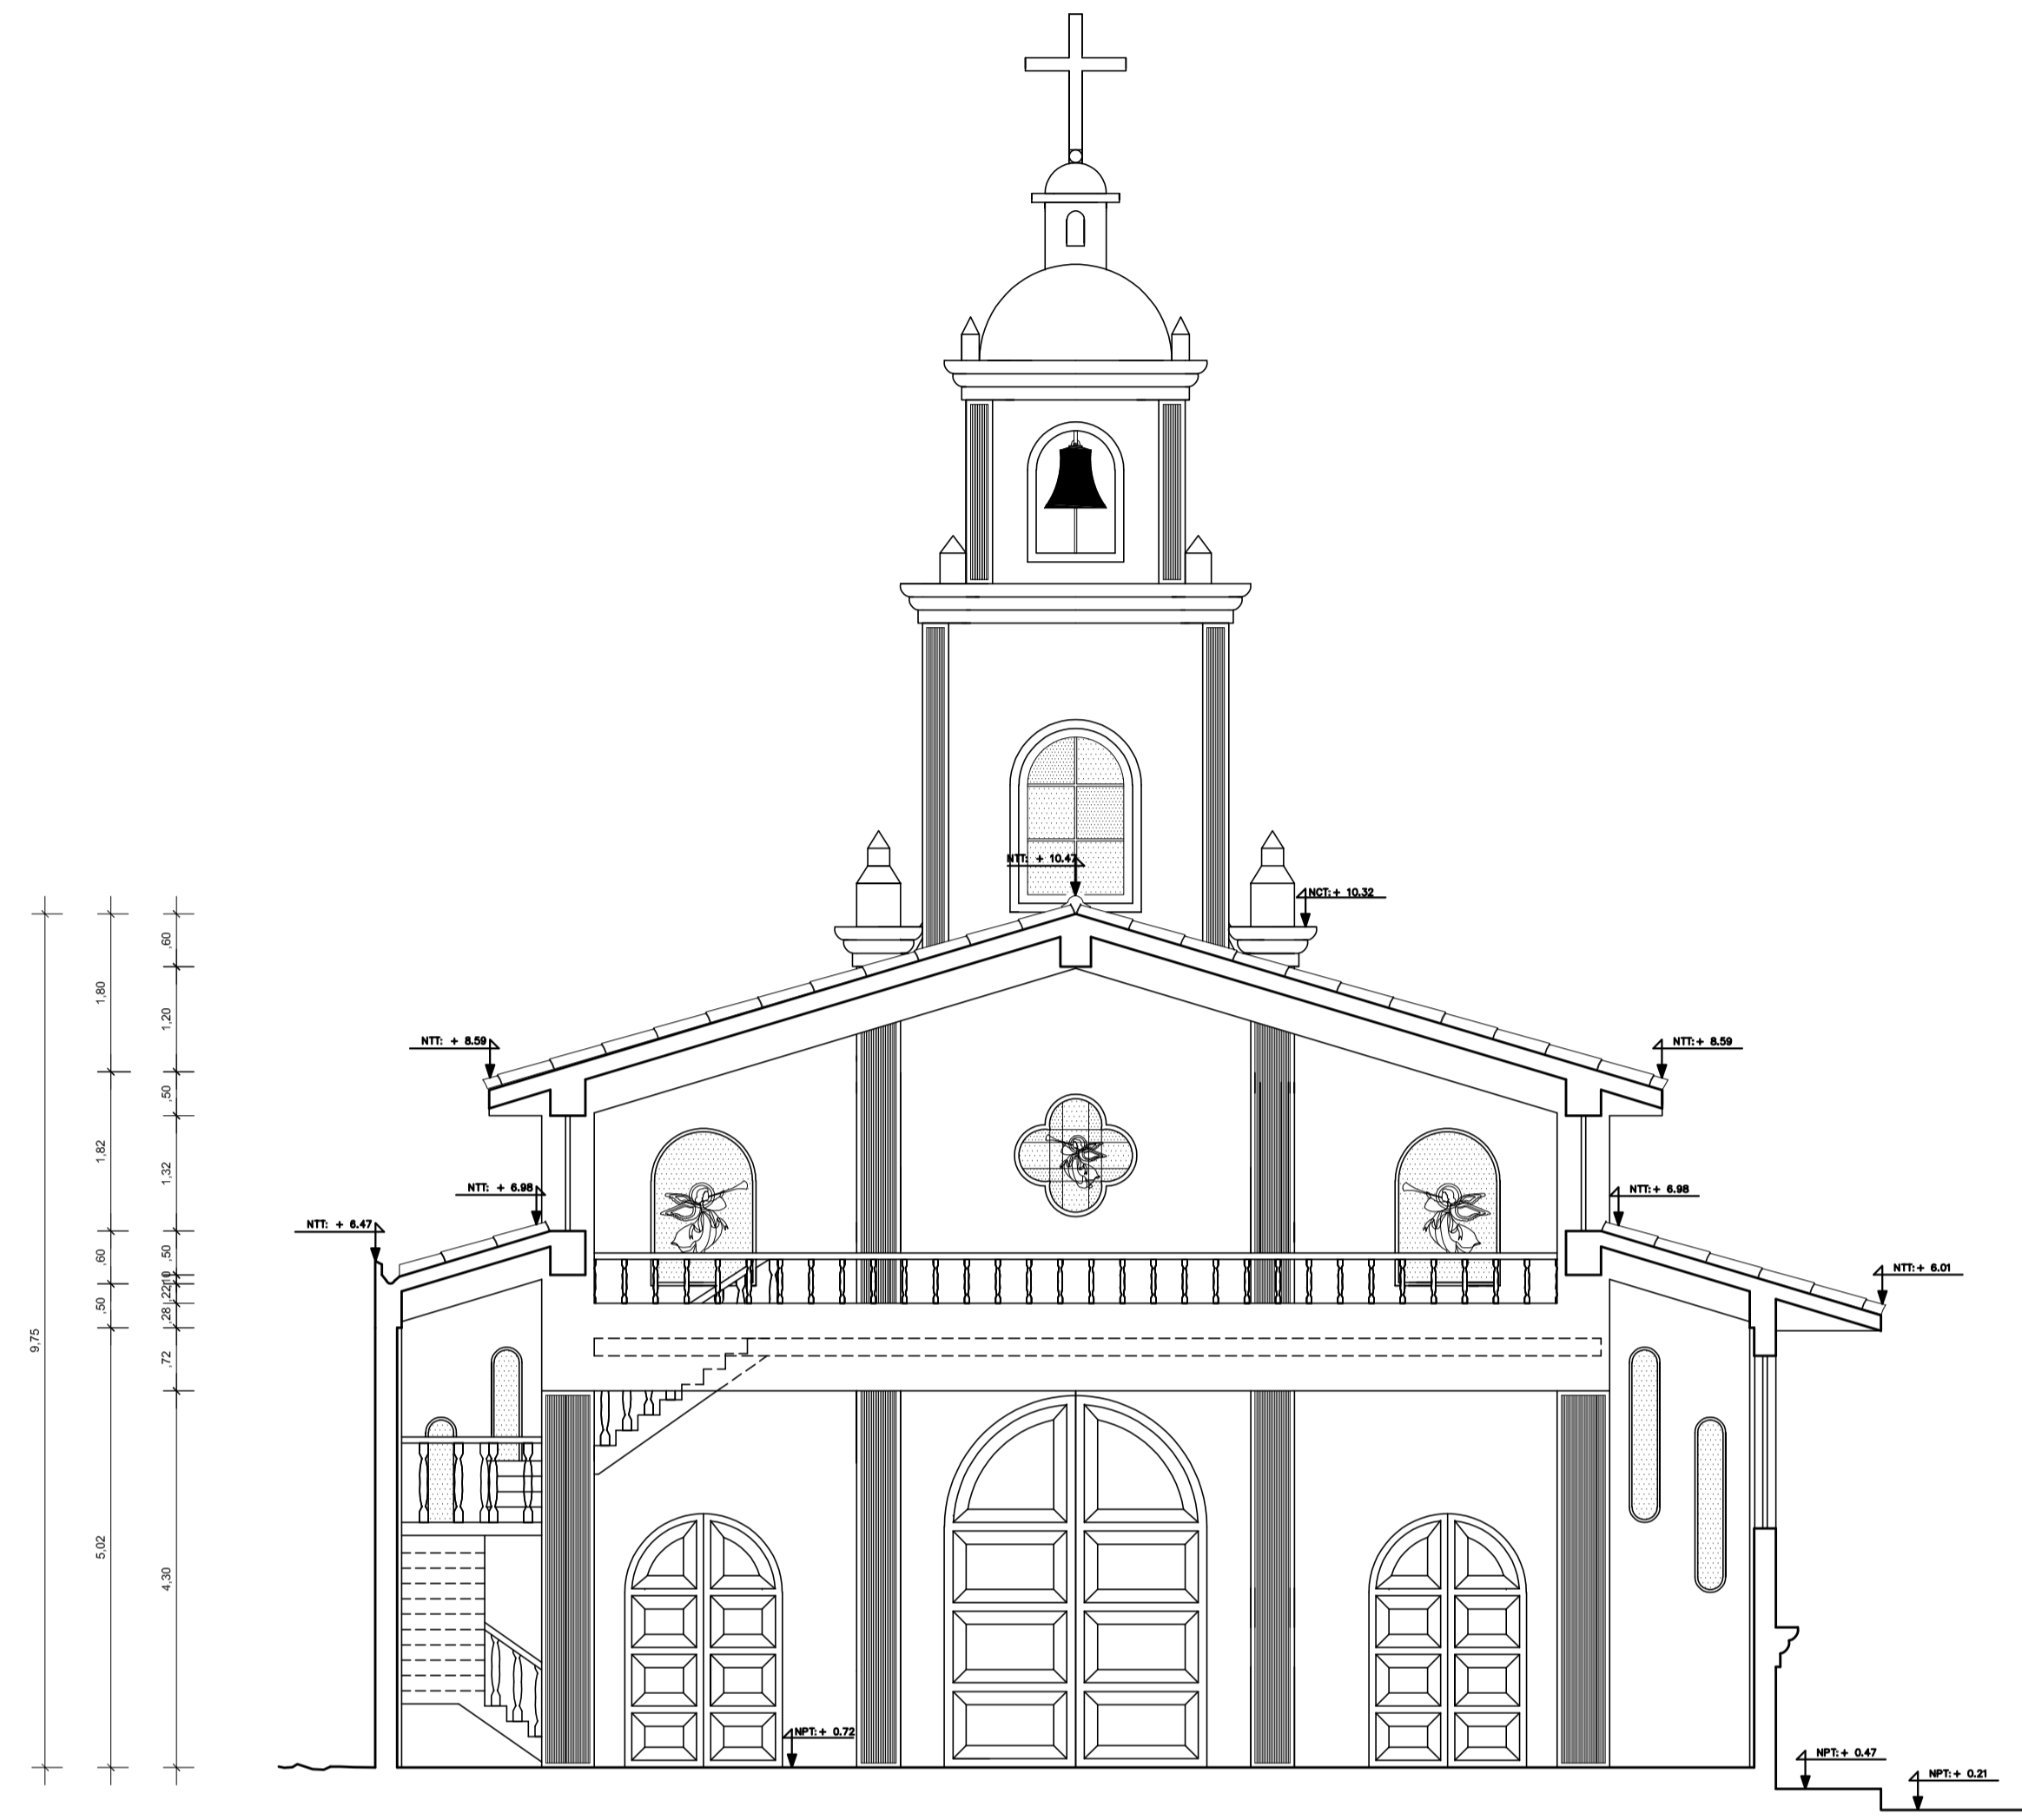 NTT: + 10.47
NCT:+ 10.32
NTT: + 8.59
NTT:+ 8.59
NTT: + 6.98
NTT:+ 6.98
NTT: + 6.47
NTT:+ 6.01
NPT:+ 0.72
NPT:+ 0.47
NPT:+ 0.21
9,75
1,80
1,82
,60
,50
5,02
,60
1,20
,50
1,32
,50
,10
,22
,28
,72
4,30